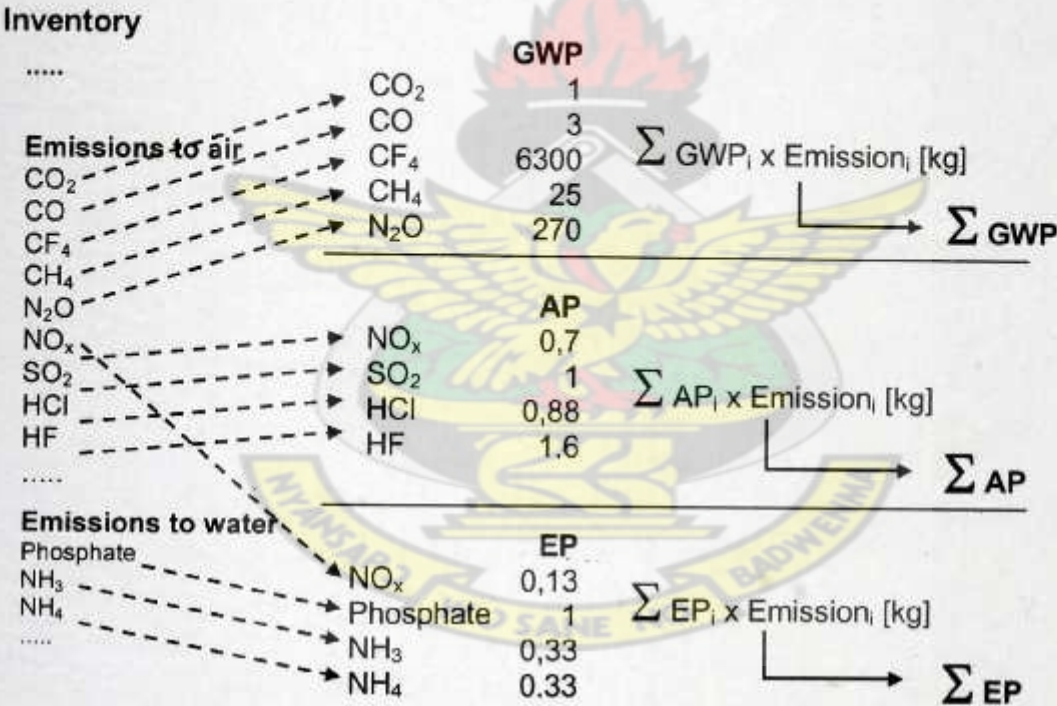 Inventory
.....
Emissions to air
CO₂
CO
CF₄
CH₄
N₂O
NOₓ
SO₂
HCl
HF
.....
Emissions to water
Phosphate
NH₃
NH₄
.....
GWP
CO₂ 1
CO 3
CF₄ 6300
CH₄ 25
N₂O 270
∑ GWPᵢ x Emissionᵢ [kg]
∑ GWP
AP
NOₓ 0,7
SO₂ 1
HCl 0,88
HF 1.6
∑ APᵢ x Emissionᵢ [kg]
∑ AP
EP
NOₓ 0,13
Phosphate 1
NH₃ 0,33
NH₄ 0.33
∑ EPᵢ x Emissionᵢ [kg]
∑ EP
NYANSAPO
SANE
BADWENMA